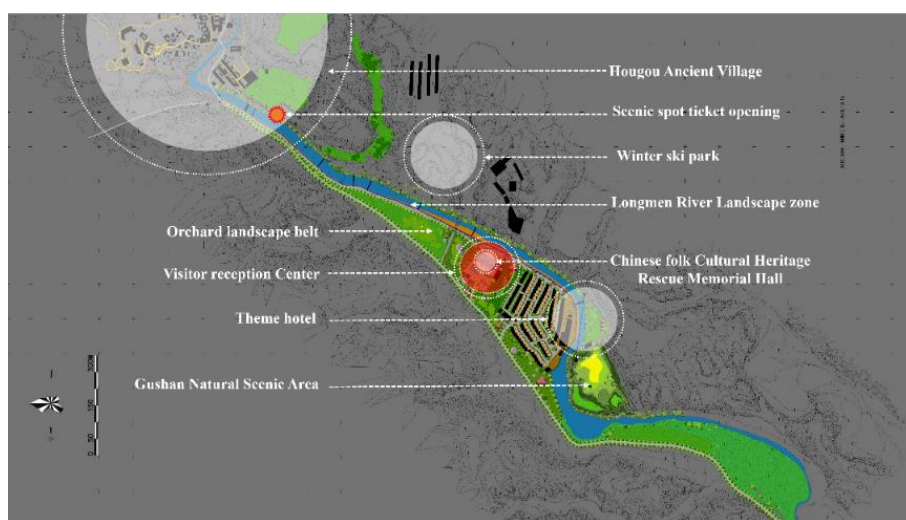 Hougou Ancient Village
Scenic spot ticket opening
Winter ski park
Longmen River Landscape zone
Orchard landscape belt
Visitor reception Center
Chinese folk Cultural Heritage
Rescue Memorial Hall
Theme hotel
Gushan Natural Scenic Area